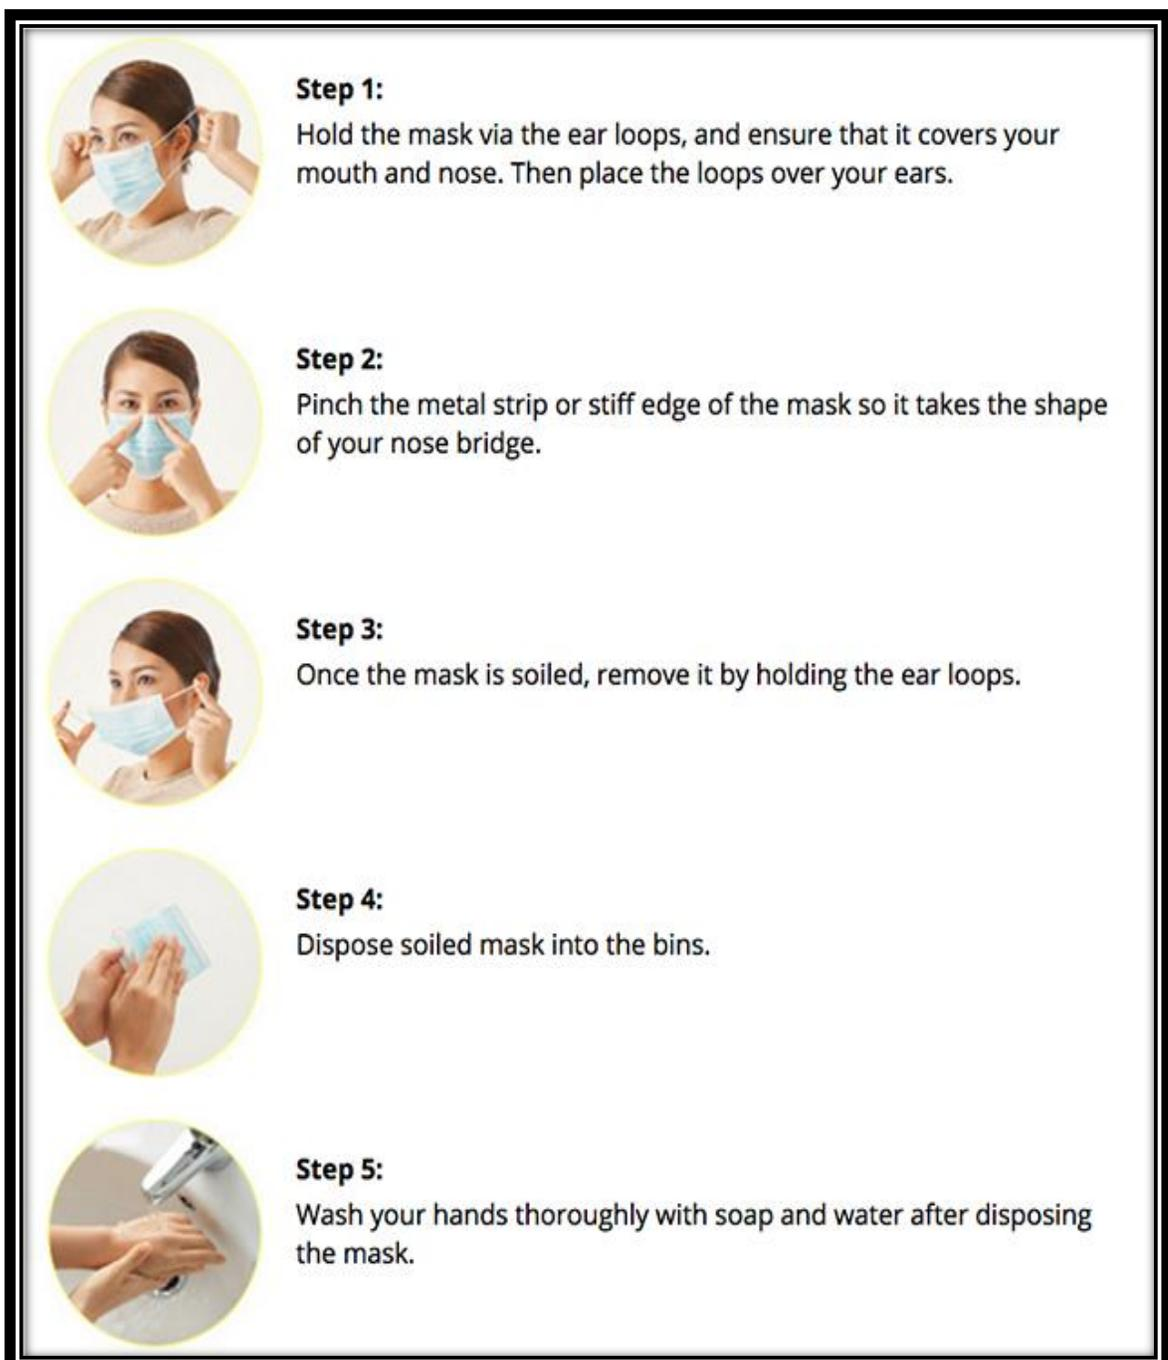 Step 1:
Hold the mask via the ear loops, and ensure that it covers your
mouth and nose. Then place the loops over your ears.
Step 2:
Pinch the metal strip or stiff edge of the mask so it takes the shape
of your nose bridge.
Step 3:
Once the mask is soiled, remove it by holding the ear loops.
Step 4:
Dispose soiled mask into the bins.
Step 5:
Wash your hands thoroughly with soap and water after disposing
the mask.